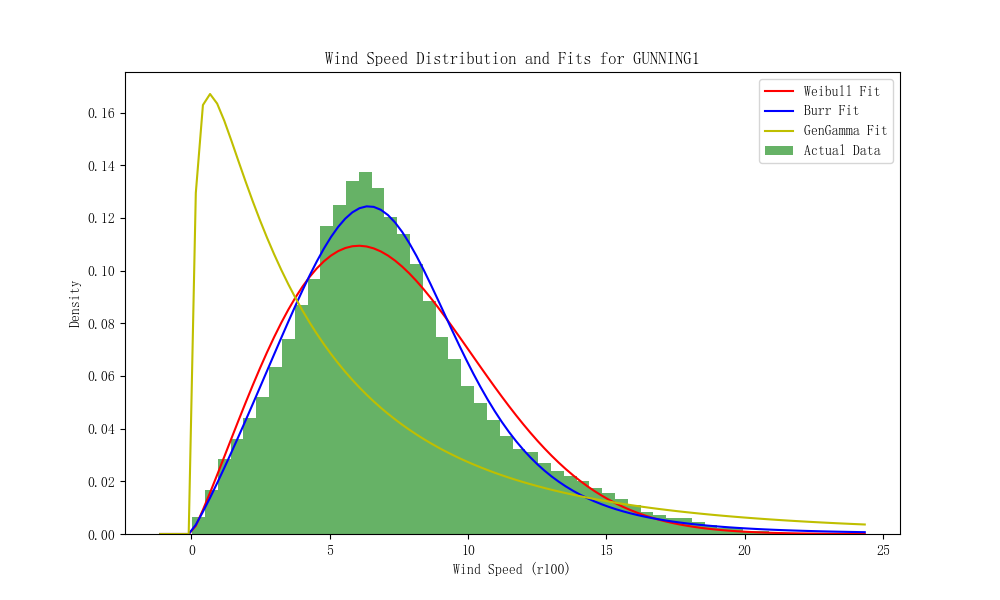 Wind Speed Distribution and Fits for GUNNING1
Weibull Fit
Burr Fit
GenGamma Fit
Actual Data
Density
0.16
0.14
0.12
0.10
0.08
0.06
0.04
0.02
0.00
0
5
10
15
20
25
Wind Speed (r100)